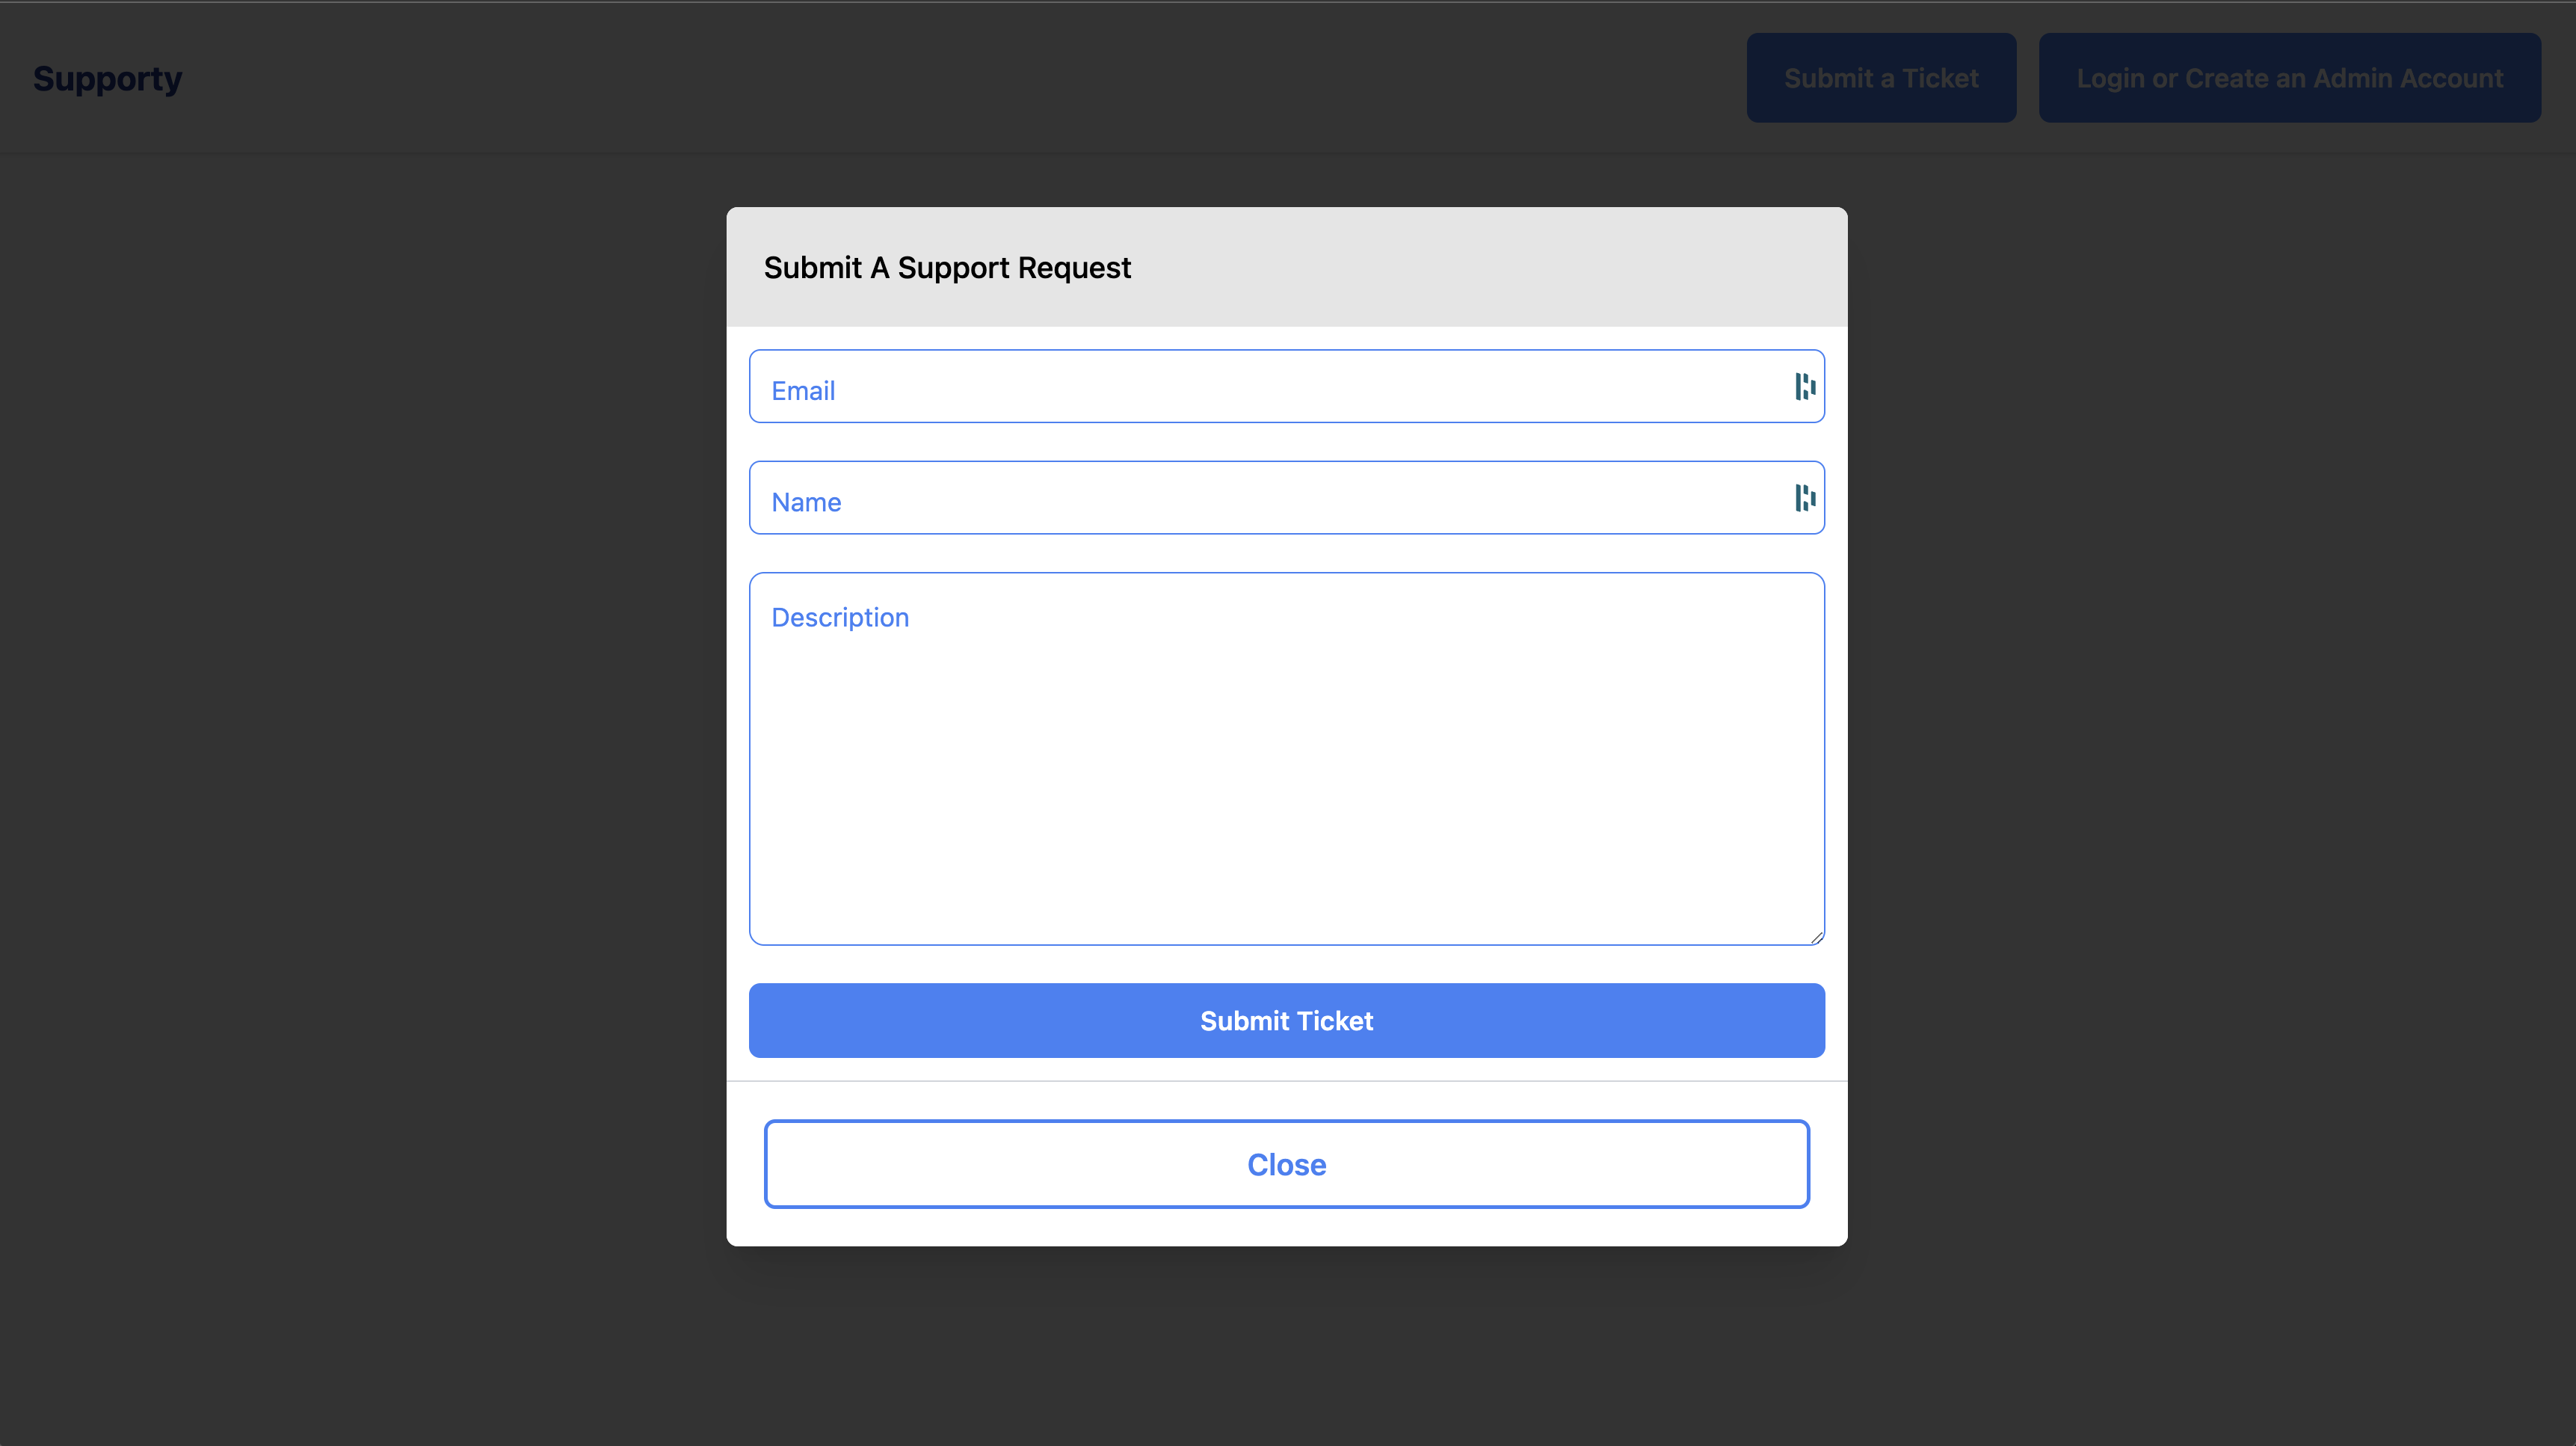 Supporty
Submit a Ticket
Login or Create an Admin Account
Submit A Support Request
Email
Name
Description
Submit Ticket
Close